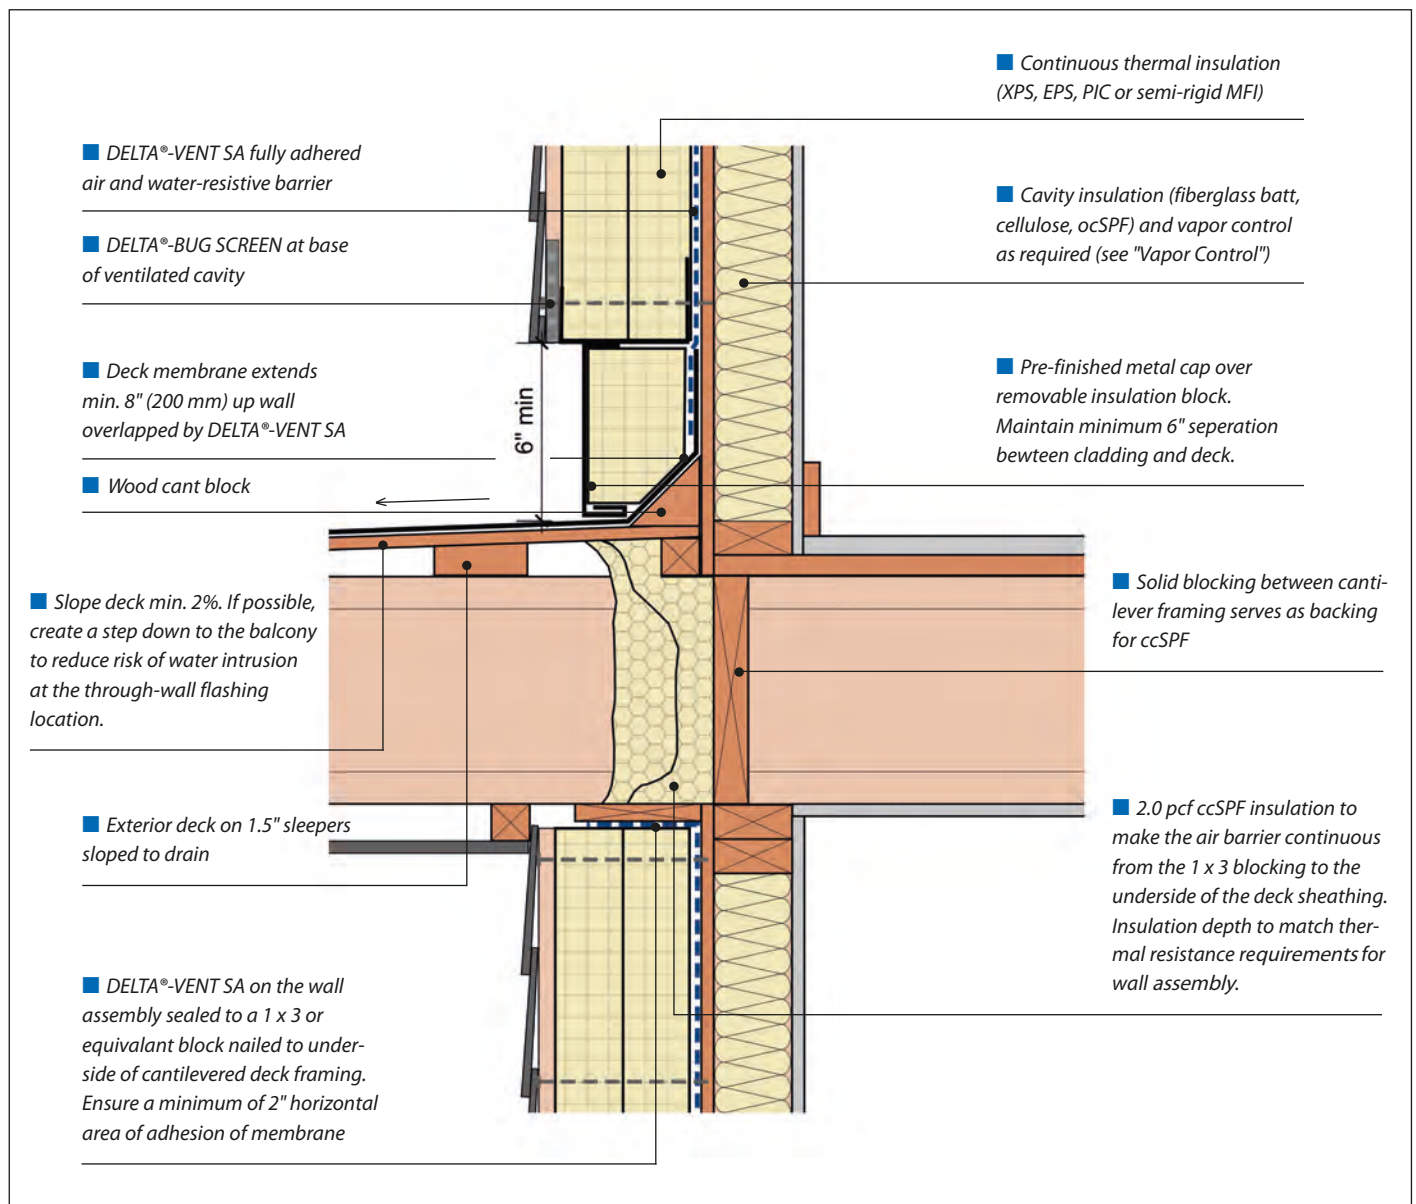 ■ Continuous thermal insulation
(XPS, EPS, PIC or semi-rigid MFI)
■ DELTA®-VENT SA fully adhered
air and water-resistive barrier
■ Cavity insulation (fiberglass batt,
cellulose, ocSPF) and vapor control
as required (see "Vapor Control")
■ DELTA®-BUG SCREEN at base
of ventilated cavity
■ Deck membrane extends
min. 8" (200 mm) up wall
overlapped by DELTA®-VENT SA
6" min
■ Pre-finished metal cap over
removable insulation block.
Maintain minimum 6" seperation
bewteen cladding and deck.
■ Wood cant block
■ Slope deck min. 2%. If possible,
create a step down to the balcony
to reduce risk of water intrusion
at the through-wall flashing
location.
■ Solid blocking between canti-
lever framing serves as backing
for ccSPF
■ Exterior deck on 1.5" sleepers
sloped to drain
■ 2.0 pcf ccSPF insulation to
make the air barrier continuous
from the 1 x 3 blocking to the
underside of the deck sheathing.
Insulation depth to match ther-
mal resistance requirements for
wall assembly.
■ DELTA®-VENT SA on the wall
assembly sealed to a 1 x 3 or
equivalant block nailed to under-
side of cantilevered deck framing.
Ensure a minimum of 2" horizontal
area of adhesion of membrane